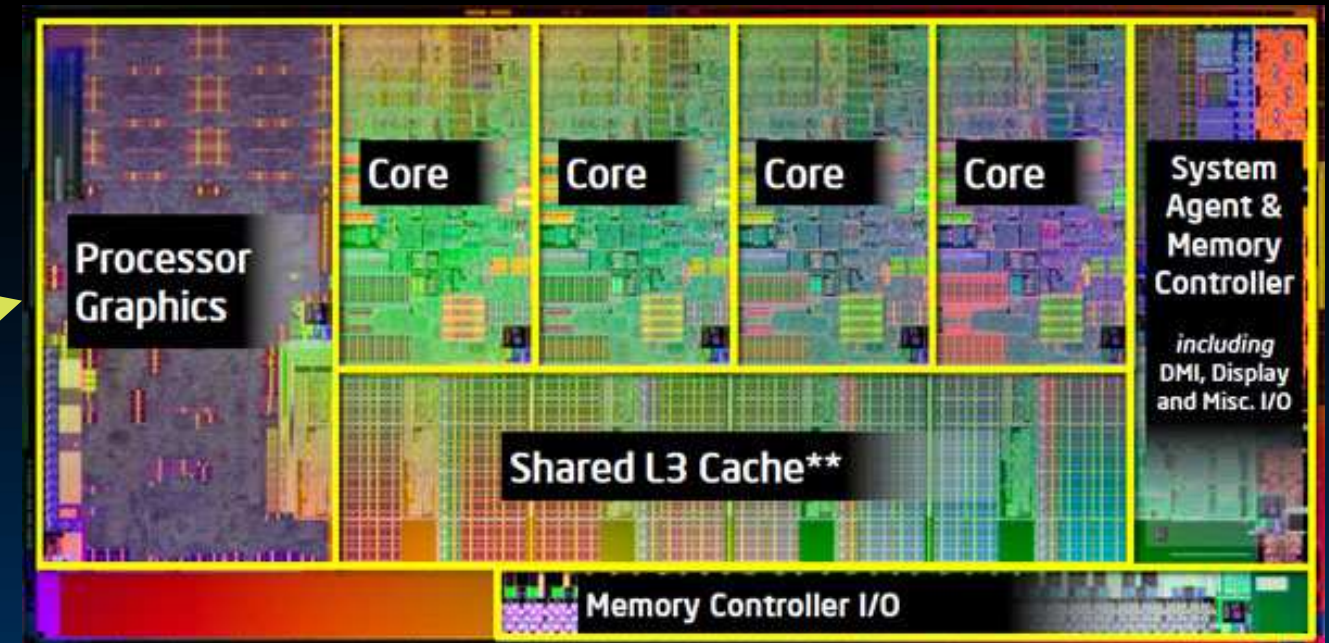 Processor
Graphics
Core
Core
Core
Core
System
Agent &
Memory
Controller
including
DMI, Display
and Misc. I/O
Shared L3 Cache**
Memory Controller I/O